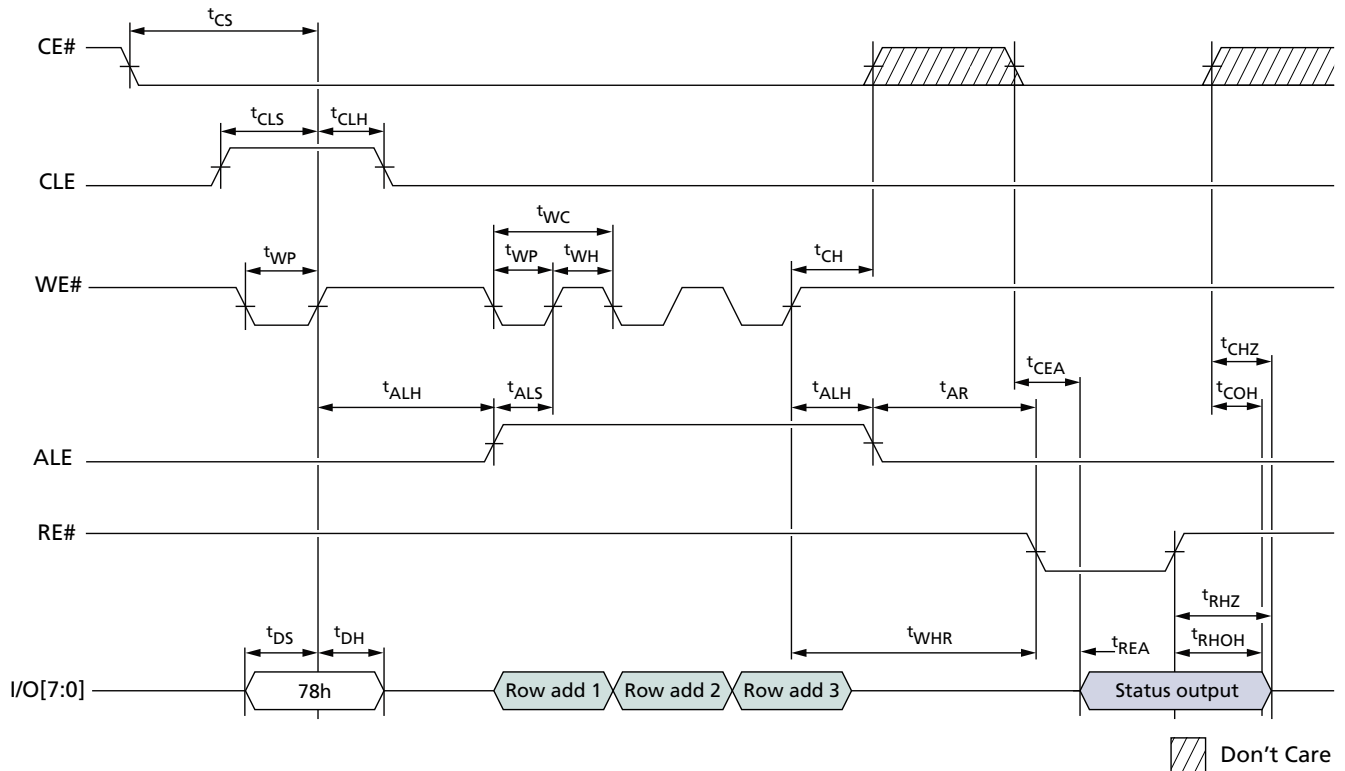 tCS
CE#
tCLS tCLH
CLE
tWC
tWP tWP tWH tCH
WE#
tCHZ
tCEA
tALH tALS tALH tAR tCOH
ALE
RE#
tRHZ
tDS tDH tWHR tREA tRHOH
I/O[7:0] 78h Row add 1 Row add 2 Row add 3 Status output
Don't Care